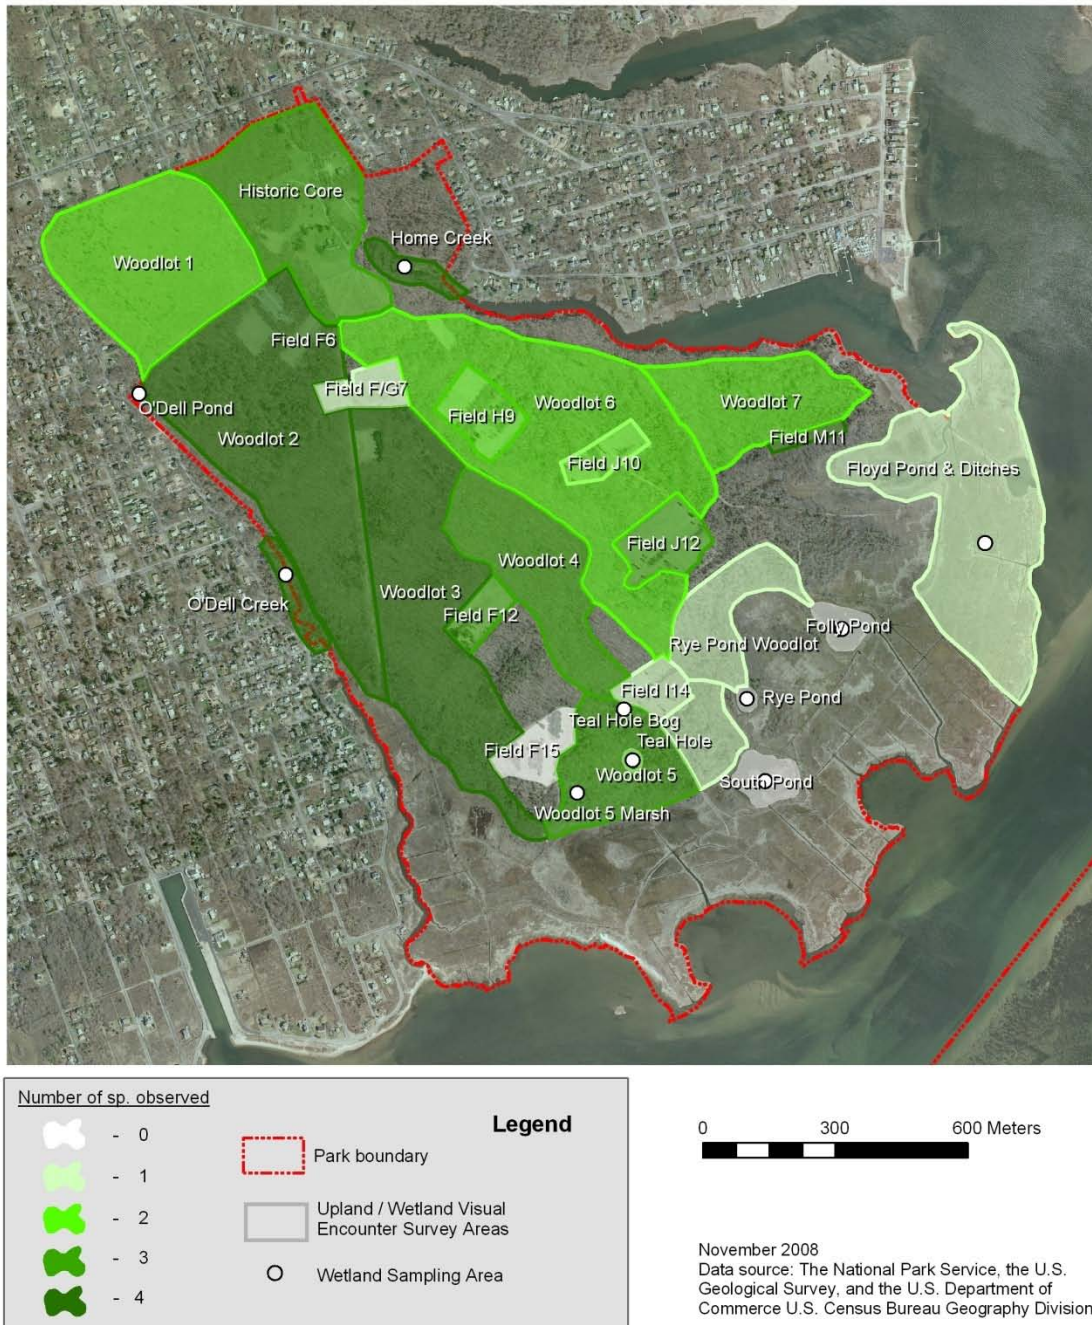 Historic Core
Home Creek
Woodlot 1
Field F6
Field F/G7
O'Dell Pond
Woodlot 2
Field H9
Woodlot 6
Woodlot 7
Field M11
Field J10
Floyd Pond & Ditches
Woodlot 4
Field J12
O'Dell Creek
Woodlot 3
Field F12
Folly Pond
Rye Pond Woodlot
Field I14
Rye Pond
Teal Hole Bog
Teal Hole
Field F15
Woodlot 5
South Pond
Woodlot 5 Marsh
Number of sp. observed
- 0
- 1
- 2
- 3
- 4
Legend
Park boundary
Upland / Wetland Visual
Encounter Survey Areas
Wetland Sampling Area
0 300 600 Meters
November 2008
Data source: The National Park Service, the U.S.
Geological Survey, and the U.S. Department of
Commerce U.S. Census Bureau Geography Division